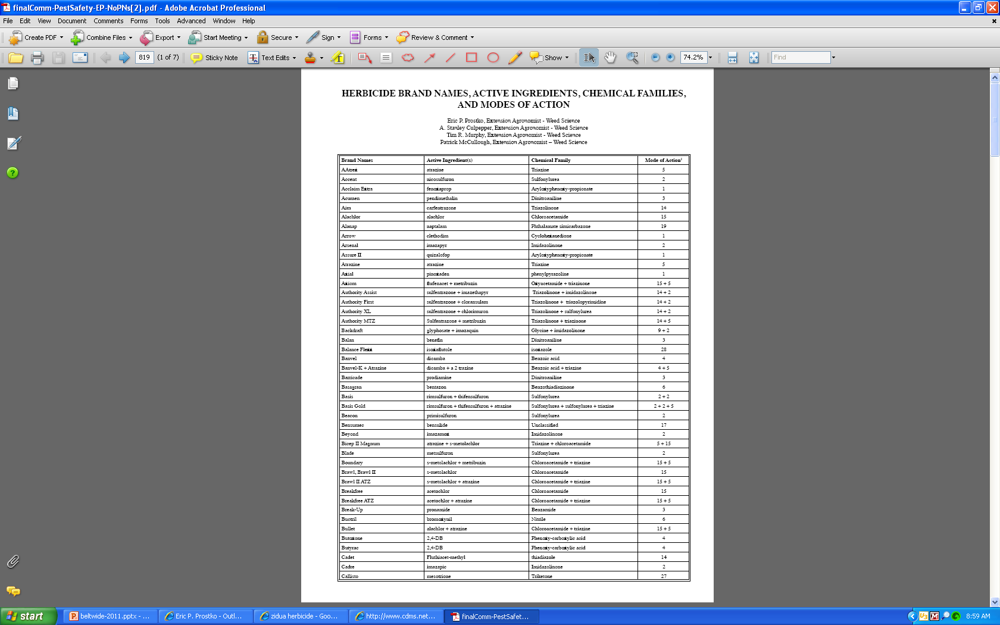 finalComm-PestSafety-EP-NoPNs[2].pdf - Adobe Acrobat Professional
File Edit View Document Comments Forms Tools Advanced Window Help
Create PDF Combine Files Export Start Meeting Secure Sign Forms Review & Comment
819 (1 of 7) Sticky Note Text Edits Show 74.2% Find
HERBICIDE BRAND NAMES, ACTIVE INGREDIENTS, CHEMICAL FAMILIES,
AND MODES OF ACTION
Eric P. Prostko, Extension Agronomist - Weed Science
A. Stanley Culpepper, Extension Agronomist - Weed Science
Tim R. Murphy, Extension Agronomist - Weed Science
Patrick McCullough, Extension Agronomist – Weed Science
Brand Names Active Ingredient(s) Chemical Family Mode of Action¹
AAtrex atrazine Triazine 5
Accent nicosulfuron Sulfonylurea 2
Acclaim Extra fenoxaprop Aryloxyphenoxy-propionate 1
Acumen pendimethalin Dinitroaniline 3
Aim carfentrazone Triazolinone 14
Alachlor alachlor Chloroacetamide 15
Alanap naptalam Phthalamate simicarbazone 19
Arrow clethodim Cyclohexanedione 1
Arsenal imazapyr Imidazolinone 2
Assure II quizalofop Aryloxyphenoxy-propionate 1
Atrazine atrazine Triazine 5
Axial pinoxaden phenylpyrazoline 1
Axiom flufenacet + metribuzin Oxyacetamide + triazinone 15 + 5
Authority Assist sulfentrazone + imazethapyr Triazolinone + imidazolinone 14 + 2
Authority First sulfentrazone + cloransulam Triazolinone + triazolopyrimidine 14 + 2
Authority XL sulfentrazone + chlorimuron Triazolinone + sulfonylurea 14 + 2
Authority MTZ Sulfentrazone + metribuzin Triazolinone + triazinone 14 + 5
Backdraft glyphosate + imazaquin Glycine + imidazolinone 9 + 2
Balan benefin Dinitroaniline 3
Balance Flexx isoxaflutole isoxazole 28
Banvel dicamba Benzoic acid 4
Banvel-K + Atrazine dicamba + a 2 trazine Benzoic acid + triazine 4 + 5
Barricade prodiamine Dinitroaniline 3
Basagran bentazon Benzothiadiazinone 6
Basis rimsulfuron + thifensulfuron Sulfonylurea 2 + 2
Basis Gold rimsulfuron + thifensulfuron + atrazine Sulfonylurea + sulfonylurea + triazine 2 + 2 + 5
Beacon primisulfuron Sulfonylurea 2
Bensumec bensulide Unclassified 17
Beyond imazamox Imidazolinone 2
Bicep II Magnum atrazine + s-metolachlor Triazine + chloroacetamide 5 + 15
Blade metsulfuron Sulfonylurea 2
Boundary s-metolachlor + metribuzin Chloroacetamide + triazine 15 + 5
Brawl, Brawl II s-metolachlor Chloroacetamide 15
Brawl II ATZ s-metolachlor + atrazine Chloroacetamide + triazine 15 + 5
Breakfree acetochlor Chloroacetamide 15
Breakfree ATZ acetochlor + atrazine Chloroacetamide + triazine 15 + 5
Break-Up pronamide Benzamide 3
Buctril bromoxynil Nitrile 6
Bullet alachlor + atrazine Chloroacetamide + triazine 15 + 5
Butoxone 2,4-DB Phenoxy-carboxylic acid 4
Butyrac 2,4-DB Phenoxy-carboxylic acid 4
Cadet Fluthiacet-methyl thiadiazole 14
Cadre imazapic Imidazolinone 2
Callisto mesotrione Triketone 27
start beltwide-2011.pptx - ... Eric P. Prostko - Outl... zidua herbicide - Goo... http://www.cdms.net... finalComm-PestSafet... 8:59 AM